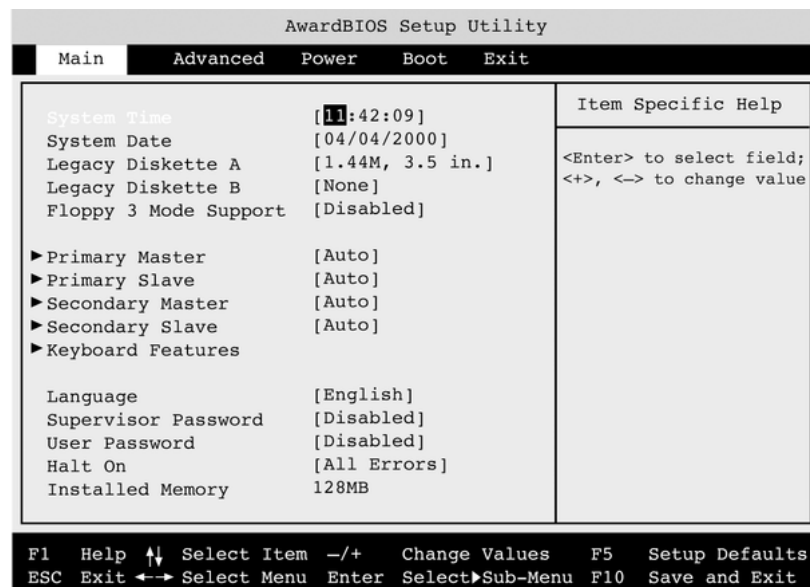 AwardBIOS Setup Utility
Main Advanced Power Boot Exit
System Time [11:42:09]
System Date [04/04/2000]
Legacy Diskette A [1.44M, 3.5 in.]
Legacy Diskette B [None]
Floppy 3 Mode Support [Disabled]
Primary Master [Auto]
Primary Slave [Auto]
Secondary Master [Auto]
Secondary Slave [Auto]
Keyboard Features
Language [English]
Supervisor Password [Disabled]
User Password [Disabled]
Halt On [All Errors]
Installed Memory 128MB
Item Specific Help
<Enter> to select field;
<+>, <–> to change value
F1 Help Select Item –/+ Change Values F5 Setup Defaults
ESC Exit Select Menu Enter Select▶Sub–Menu F10 Save and Exit